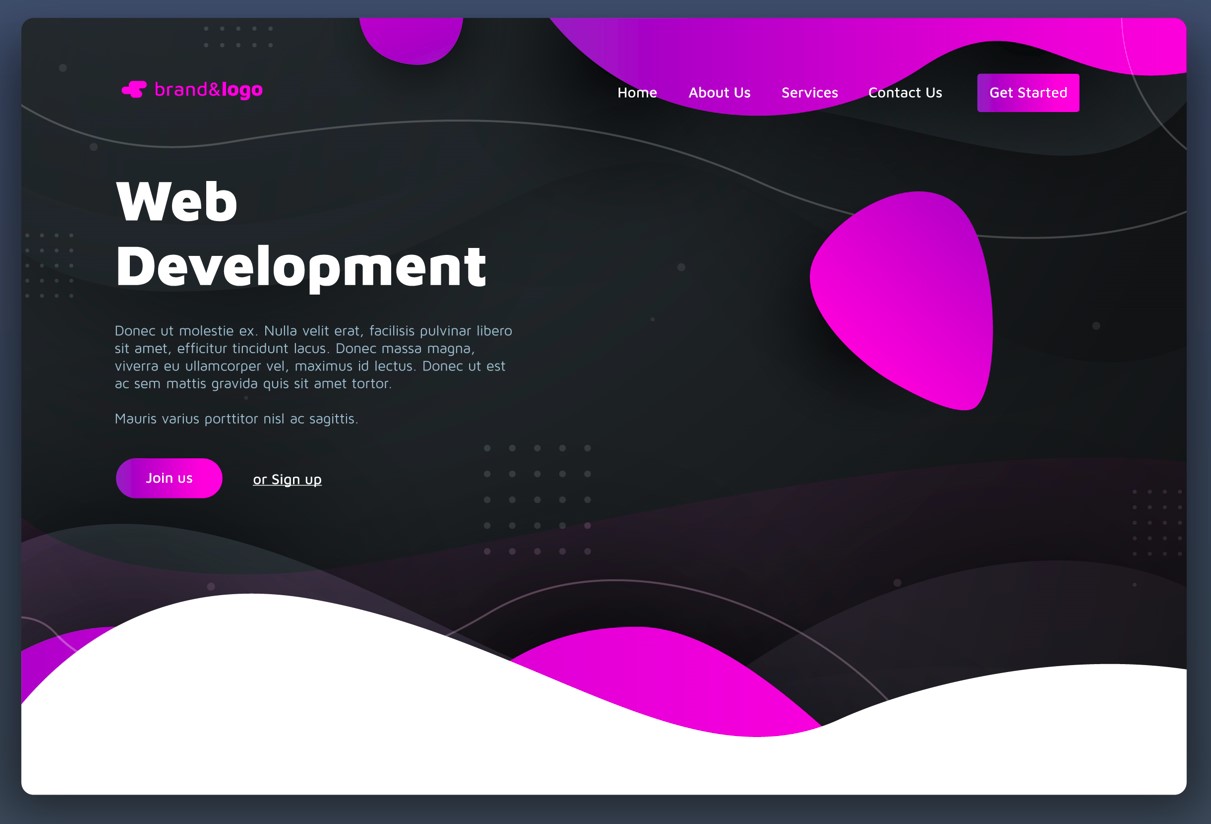 brand&logo
Home About Us Services Contact Us Get Started
Web
Development
Donec ut molestie ex. Nulla velit erat, facilisis pulvinar libero
sit amet, efficitur tincidunt lacus. Donec massa magna,
viverra eu ullamcorper vel, maximus id lectus. Donec ut est
ac sem mattis gravida quis sit amet tortor.
Mauris varius porttitor nisl ac sagittis.
Join us or Sign up